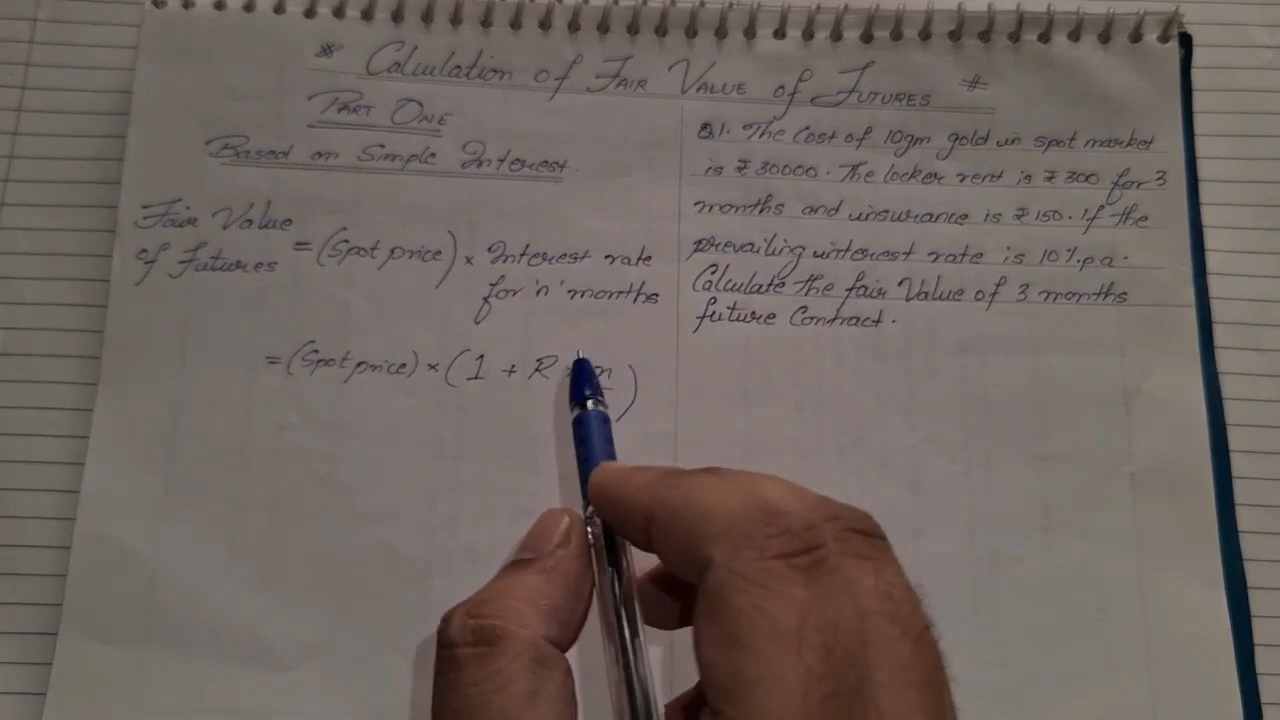 * Calculation of FAIR VALUE of FUTURES #
PART ONE
Based on Simple Interest.
Fair Value
of Futures = (Spot price) × Interest rate
for 'n' months
= (Spot price) × (1 + R × n)
Q1. The Cost of 10gm gold in spot market
is ₹30000. The locker rent is ₹300 for 3
months and insurance is ₹150. If the
prevailing interest rate is 10% p.a.
Calculate the fair Value of 3 months
future Contract.